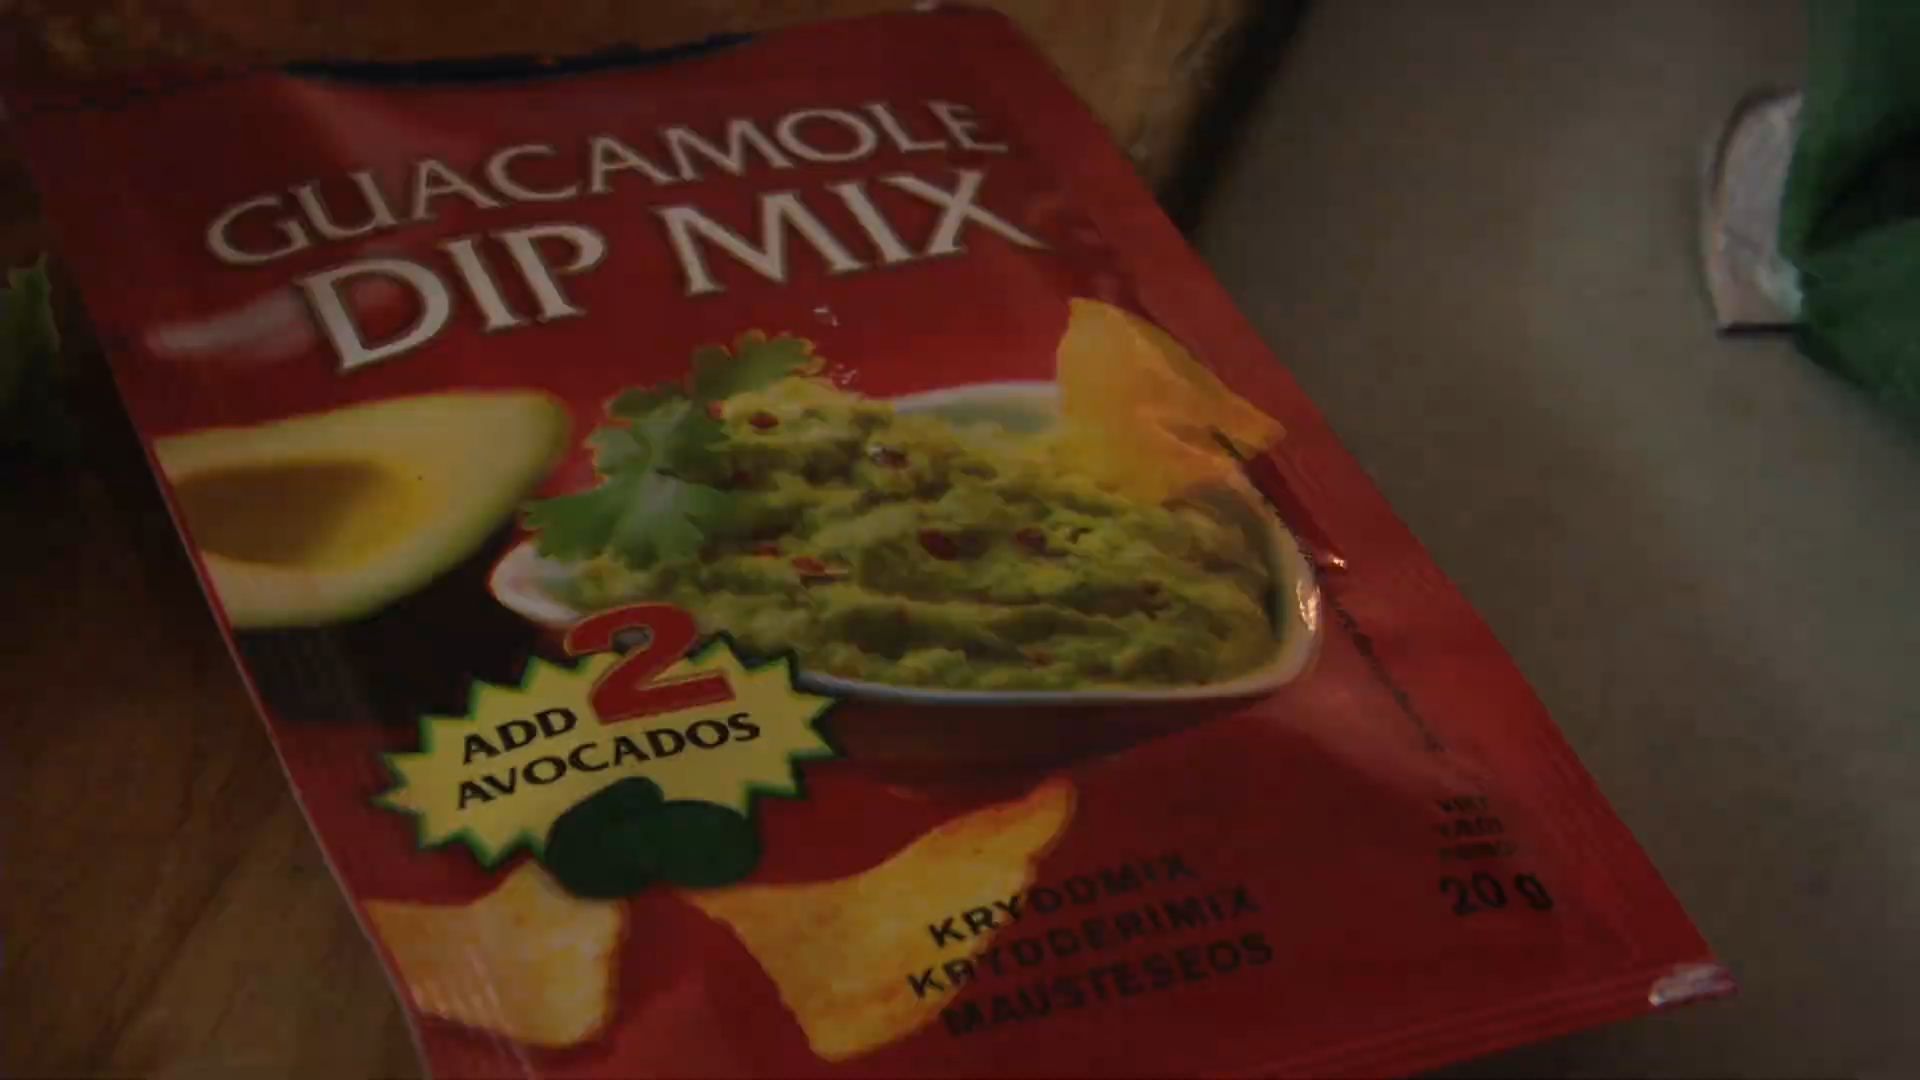 GUACAMOLE
DIP MIX
ADD 2
AVOCADOS
KRYDDMIX
KRYDDERIMIX
MAUSTESEOS
20 g